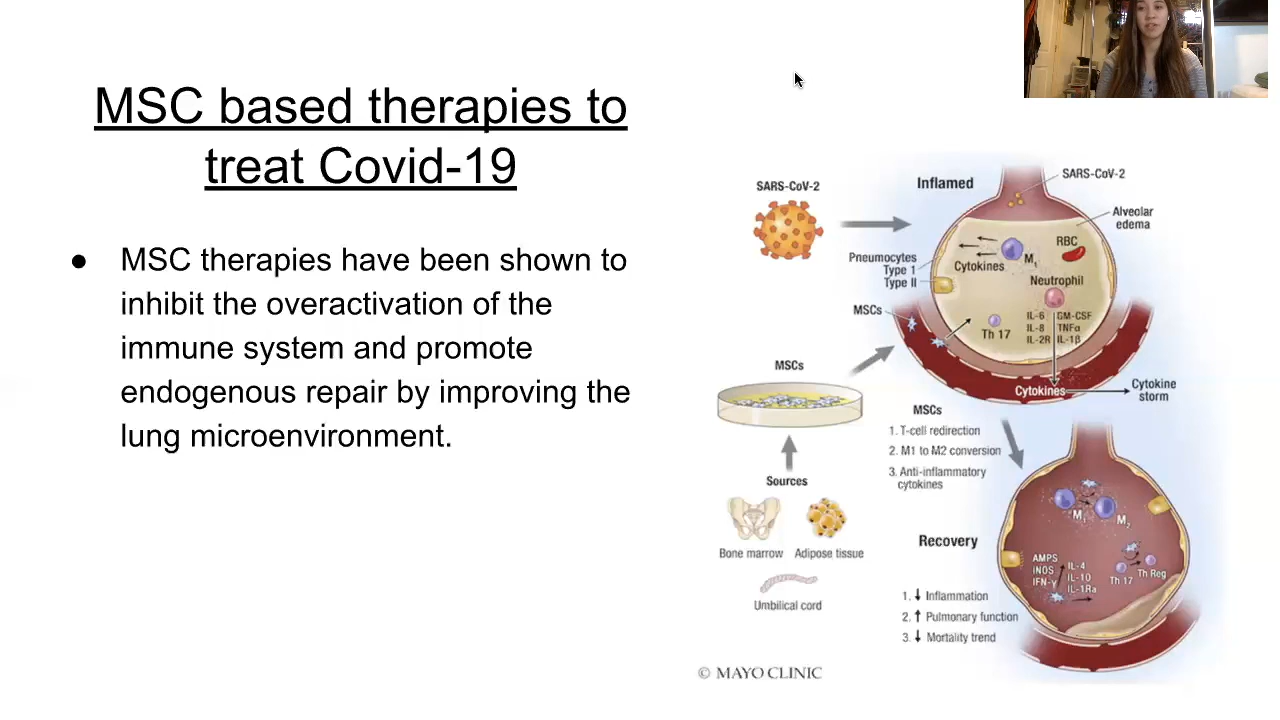 MSC based therapies to
treat Covid-19
● MSC therapies have been shown to
inhibit the overactivation of the
immune system and promote
endogenous repair by improving the
lung microenvironment.
SARS-CoV-2
Inflamed
SARS-CoV-2
Alveolar
edema
RBC
M1
Cytokines
Pneumocytes
Type 1
Type II
Neutrophil
MSCs
Th 17
IL-6 GM-CSF
IL-8 TNFα
IL-2R IL-1β
Cytokines
Cytokine
storm
MSCs
MSCs
1. T-cell redirection
2. M1 to M2 conversion
3. Anti-inflammatory
cytokines
Sources
Bone marrow
Adipose tissue
Umbilical cord
M1
M2
Recovery
AMPS
iNOS
IFN-γ
IL-4
IL-10
IL-1Ra
Th 17
Th Reg
1. ↓ Inflammation
2. ↑ Pulmonary function
3. ↓ Mortality trend
© MAYO CLINIC